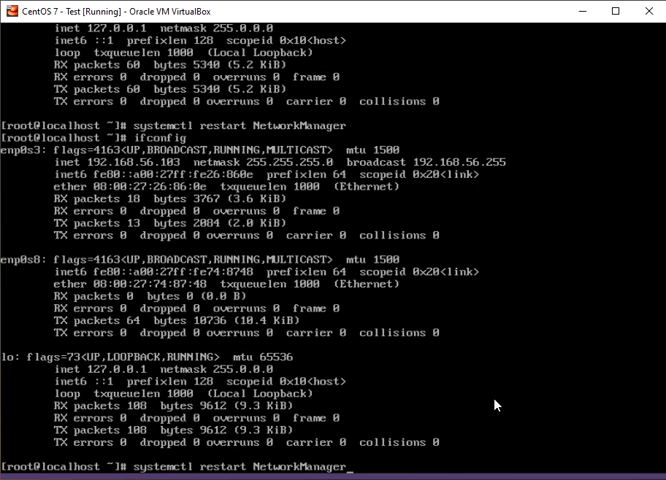 CentOS 7 - Test [Running] - Oracle VM VirtualBox
inet 127.0.0.1 netmask 255.0.0.0
inet6 ::1 prefixlen 128 scopeid 0x10<host>
loop txqueuelen 1000 (Local Loopback)
RX packets 60 bytes 5340 (5.2 KiB)
RX errors 0 dropped 0 overruns 0 frame 0
TX packets 60 bytes 5340 (5.2 KiB)
TX errors 0 dropped 0 overruns 0 carrier 0 collisions 0
[root@localhost ~]# systemctl restart NetworkManager
[root@localhost ~]# ifconfig
enp0s3: flags=4163<UP,BROADCAST,RUNNING,MULTICAST> mtu 1500
inet 192.168.56.103 netmask 255.255.255.0 broadcast 192.168.56.255
inet6 fe80::a00:27ff:fe26:860e prefixlen 64 scopeid 0x20<link>
ether 08:00:27:26:86:0e txqueuelen 1000 (Ethernet)
RX packets 18 bytes 3767 (3.6 KiB)
RX errors 0 dropped 0 overruns 0 frame 0
TX packets 13 bytes 2084 (2.0 KiB)
TX errors 0 dropped 0 overruns 0 carrier 0 collisions 0
enp0s8: flags=4163<UP,BROADCAST,RUNNING,MULTICAST> mtu 1500
inet6 fe80::a00:27ff:fe74:8748 prefixlen 64 scopeid 0x20<link>
ether 08:00:27:74:87:48 txqueuelen 1000 (Ethernet)
RX packets 0 bytes 0 (0.0 B)
RX errors 0 dropped 0 overruns 0 frame 0
TX packets 64 bytes 10736 (10.4 KiB)
TX errors 0 dropped 0 overruns 0 carrier 0 collisions 0
lo: flags=73<UP,LOOPBACK,RUNNING> mtu 65536
inet 127.0.0.1 netmask 255.0.0.0
inet6 ::1 prefixlen 128 scopeid 0x10<host>
loop txqueuelen 1000 (Local Loopback)
RX packets 108 bytes 9612 (9.3 KiB)
RX errors 0 dropped 0 overruns 0 frame 0
TX packets 108 bytes 9612 (9.3 KiB)
TX errors 0 dropped 0 overruns 0 carrier 0 collisions 0
[root@localhost ~]# systemctl restart NetworkManager_